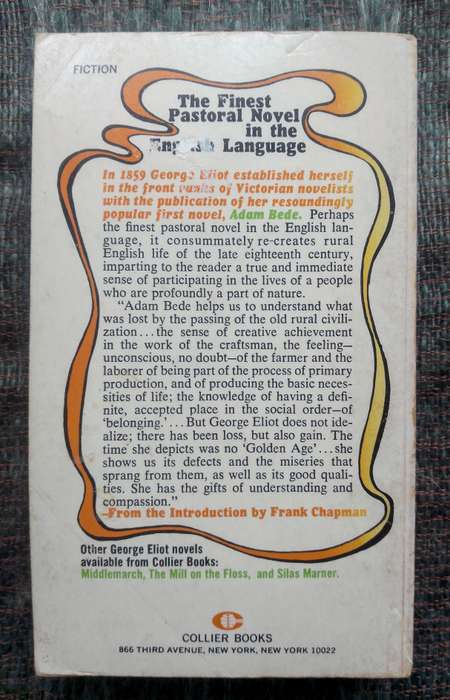 FICTION
The Finest
Pastoral Novel
in the
English Language
In 1859 George Eliot established herself
in the front ranks of Victorian novelists
with the publication of her resoundingly
popular first novel, Adam Bede. Perhaps
the finest pastoral novel in the English lan-
guage, it consummately re-creates rural
English life of the late eighteenth century,
imparting to the reader a true and immediate
sense of participating in the lives of a people
who are profoundly a part of nature.
"Adam Bede helps us to understand what
was lost by the passing of the old rural civili-
zation...the sense of creative achievement
in the work of the craftsman, the feeling—
unconscious, no doubt—of the farmer and the
laborer of being part of the process of primary
production, and of producing the basic neces-
sities of life; the knowledge of having a defi-
nite, accepted place in the social order—of
'belonging.'...But George Eliot does not ide-
alize; there has been loss, but also gain. The
time she depicts was no 'Golden Age'...she
shows us its defects and the miseries that
sprang from them, as well as its good quali-
ties. She has the gifts of understanding and
compassion."
—From the Introduction by Frank Chapman
Other George Eliot novels
available from Collier Books:
Middlemarch, The Mill on the Floss, and Silas Marner.
COLLIER BOOKS
866 THIRD AVENUE, NEW YORK, NEW YORK 10022